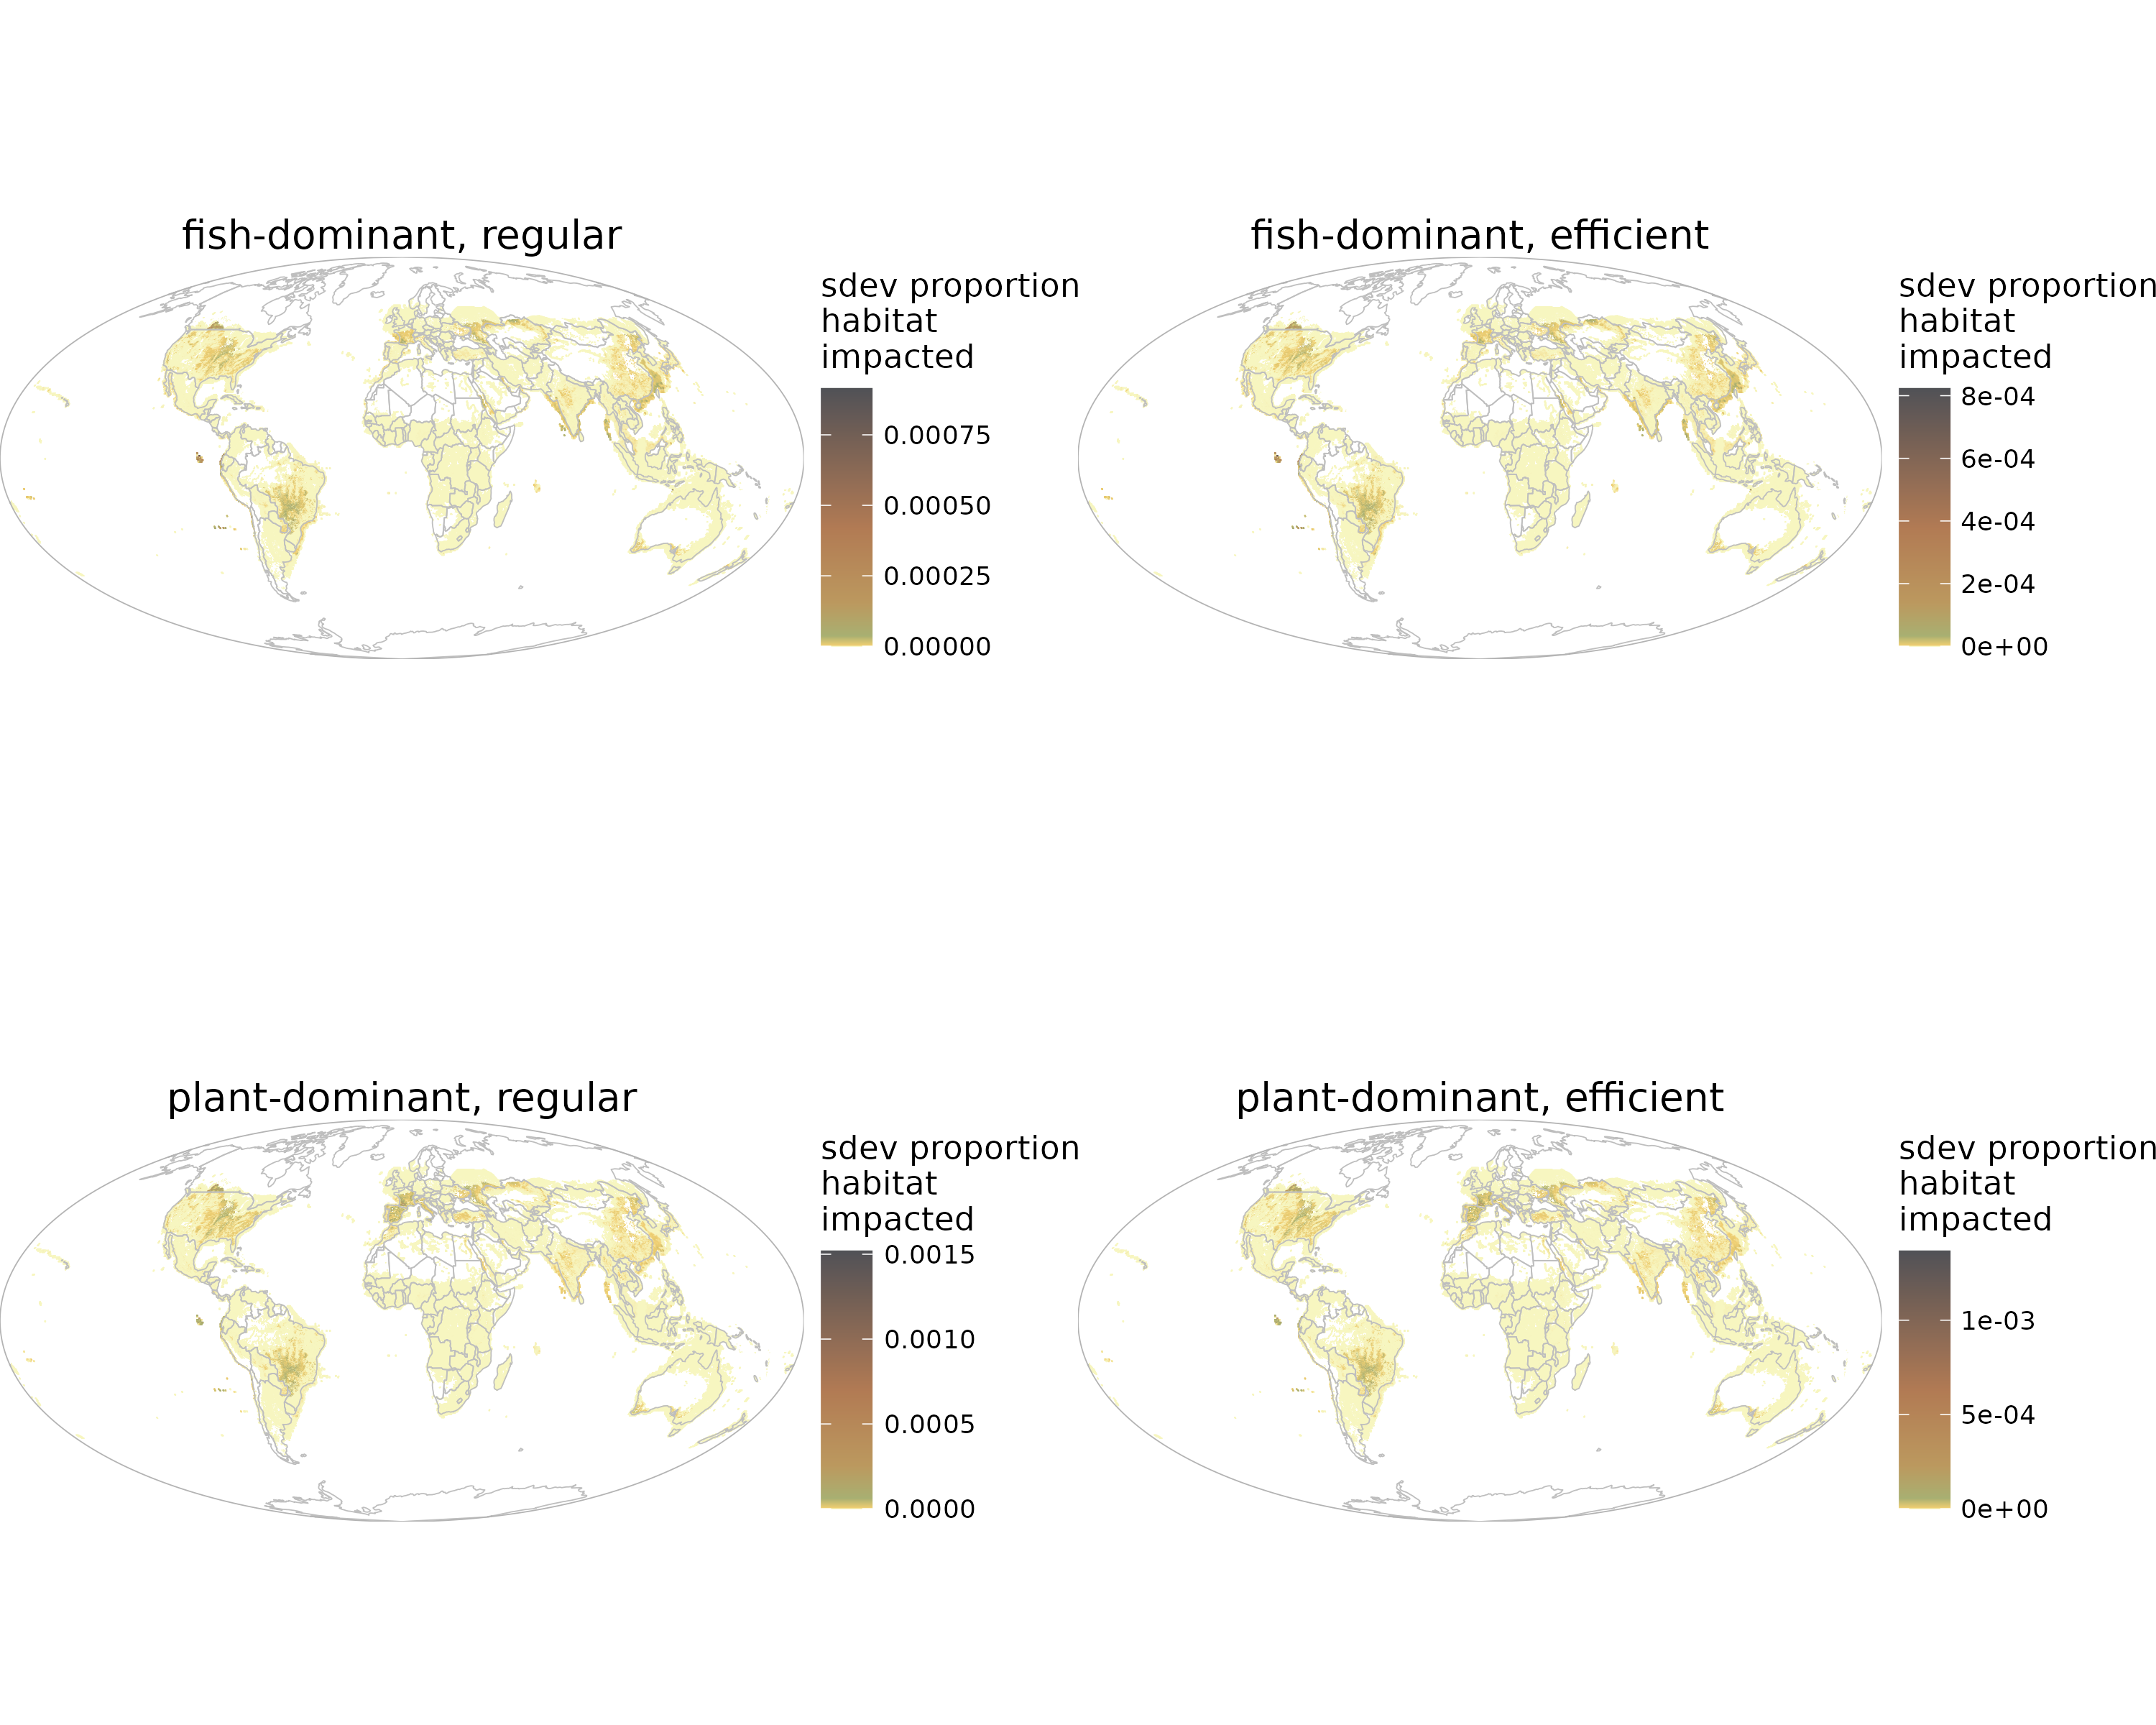 fish-dominant, regular
sdev proportion
habitat
impacted
0.00075
0.00050
0.00025
0.00000
fish-dominant, efficient
sdev proportion
habitat
impacted
8e-04
6e-04
4e-04
2e-04
0e+00
plant-dominant, regular
sdev proportion
habitat
impacted
0.0015
0.0010
0.0005
0.0000
plant-dominant, efficient
sdev proportion
habitat
impacted
1e-03
5e-04
0e+00